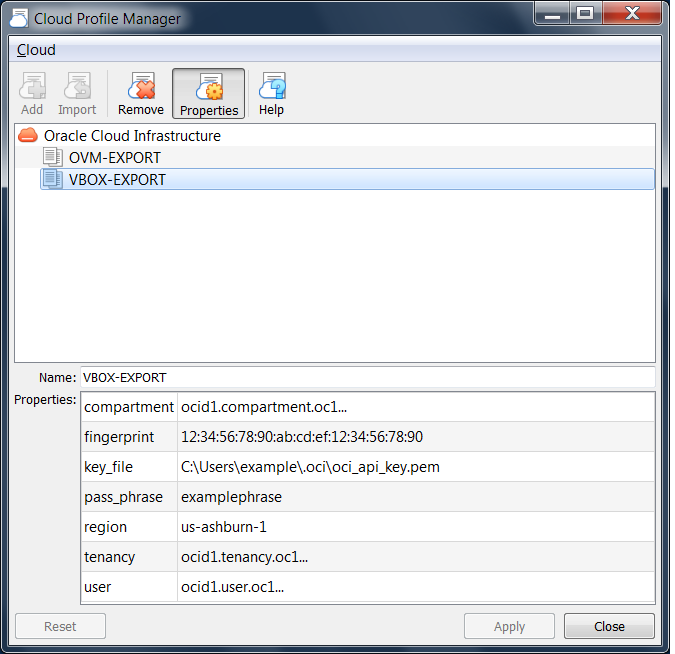 Cloud Profile Manager
Cloud
Add Import Remove Properties Help
Oracle Cloud Infrastructure
OVM-EXPORT
VBOX-EXPORT
Name: VBOX-EXPORT
Properties:
compartment ocid1.compartment.oc1...
fingerprint 12:34:56:78:90:ab:cd:ef:12:34:56:78:90
key_file C:\Users\example\.oci\oci_api_key.pem
pass_phrase examplephrase
region us-ashburn-1
tenancy ocid1.tenancy.oc1...
user ocid1.user.oc1...
Reset Apply Close